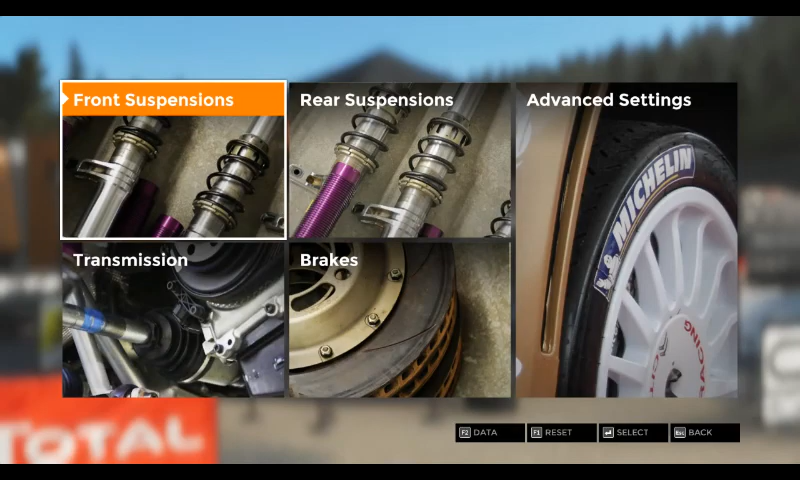 Front Suspensions
Rear Suspensions
Advanced Settings
MICHELIN
Transmission
Brakes
TOTAL
F2 DATA
F1 RESET
SELECT
Esc BACK